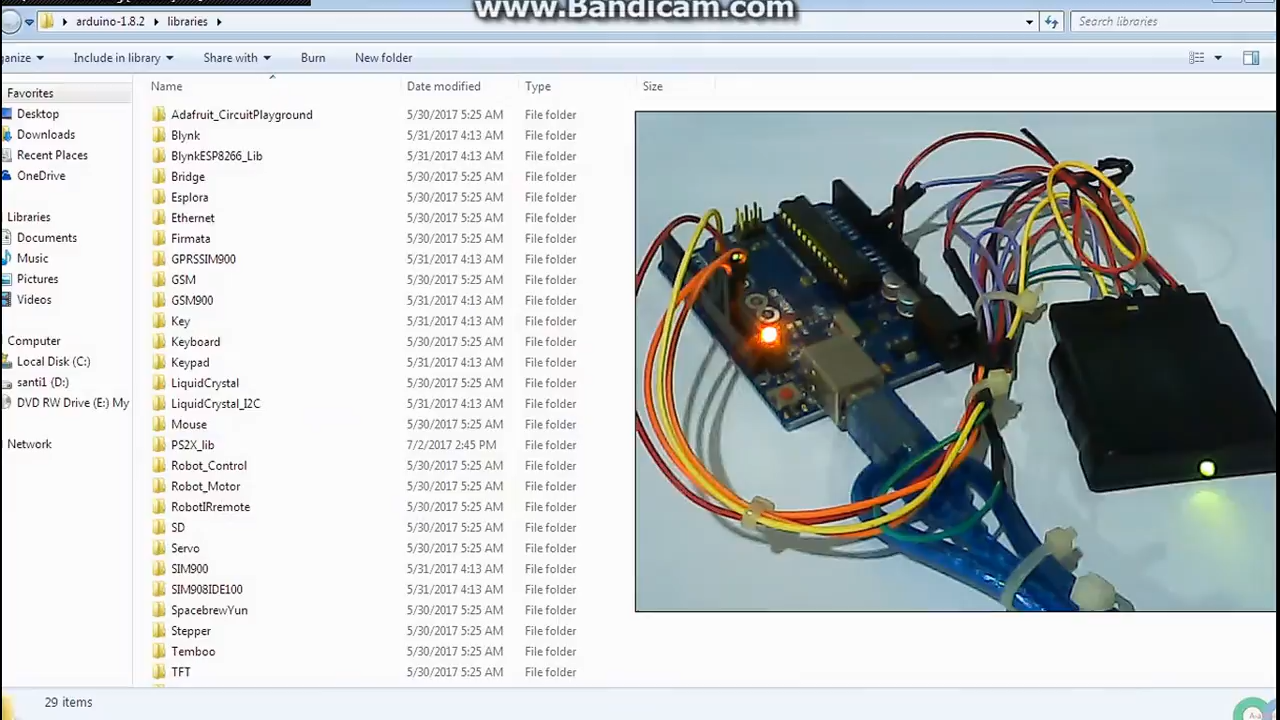 www.Bandicam.com
arduino-1.8.2 libraries
Search libraries
Include in library Share with Burn New folder
Name Date modified Type Size
Favorites
Desktop
Downloads
Recent Places
OneDrive
Libraries
Documents
Music
Pictures
Videos
Computer
Local Disk (C:)
santi1 (D:)
DVD RW Drive (E:) My
Network
Adafruit_CircuitPlayground 5/30/2017 5:25 AM File folder
Blynk 5/31/2017 4:13 AM File folder
BlynkESP8266_Lib 5/31/2017 4:13 AM File folder
Bridge 5/30/2017 5:25 AM File folder
Esplora 5/30/2017 5:25 AM File folder
Ethernet 5/30/2017 5:25 AM File folder
Firmata 5/30/2017 5:25 AM File folder
GPRSSIM900 5/31/2017 4:13 AM File folder
GSM 5/30/2017 5:25 AM File folder
GSM900 5/31/2017 4:13 AM File folder
Key 5/31/2017 4:13 AM File folder
Keyboard 5/30/2017 5:25 AM File folder
Keypad 5/31/2017 4:13 AM File folder
LiquidCrystal 5/30/2017 5:25 AM File folder
LiquidCrystal_I2C 5/31/2017 4:13 AM File folder
Mouse 5/30/2017 5:25 AM File folder
PS2X_lib 7/2/2017 2:45 PM File folder
Robot_Control 5/30/2017 5:25 AM File folder
Robot_Motor 5/30/2017 5:25 AM File folder
RobotIRremote 5/30/2017 5:25 AM File folder
SD 5/30/2017 5:25 AM File folder
Servo 5/30/2017 5:25 AM File folder
SIM900 5/31/2017 4:13 AM File folder
SIM908IDE100 5/31/2017 4:13 AM File folder
SpacebrewYun 5/30/2017 5:25 AM File folder
Stepper 5/30/2017 5:25 AM File folder
Temboo 5/30/2017 5:25 AM File folder
TFT 5/30/2017 5:25 AM File folder
29 items